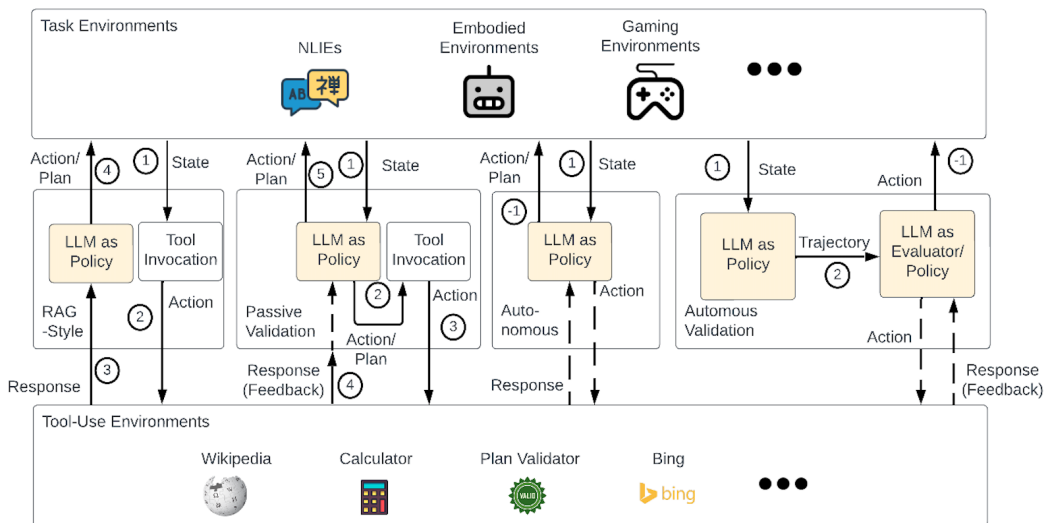 Task Environments
NLIEs
Embodied
Environments
Gaming
Environments
AB
禅
Action/
Plan
4
1
State
Action/
Plan
5
1
State
Action/
Plan
-1
1
State
1
State
Action
-1
LLM as
Policy
Tool
Invocation
RAG
-Style
2
Action
3
Response
LLM as
Policy
Tool
Invocation
Passive
Validation
2
Action
3
Action/
Plan
Response
(Feedback)
4
LLM as
Policy
Auto-
nomous
Action
Response
LLM as
Policy
Trajectory
2
LLM as
Evaluator/
Policy
Automous
Validation
Action
Response
(Feedback)
Tool-Use Environments
Wikipedia
Calculator
Plan Validator
Bing
VALID
bing